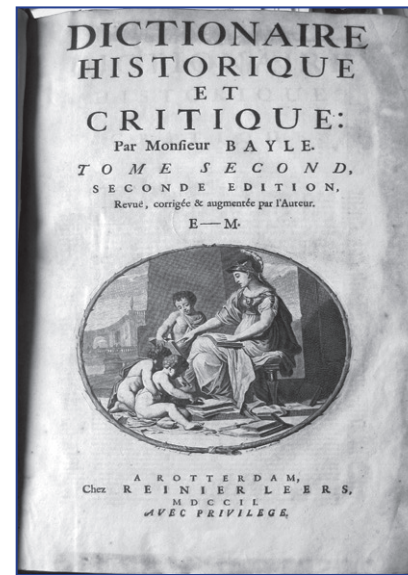 DICTIONAIRE
HISTORIQUE
ET
CRITIQUE:
Par Monſieur BAYLE.
TOME SECOND,
SECONDE EDITION,
Revuë, corrigée & augmentée par l'Auteur.
E—M.
A ROTTERDAM,
Chez REINIER LEERS,
MDCCII.
AVEC PRIVILEGE.